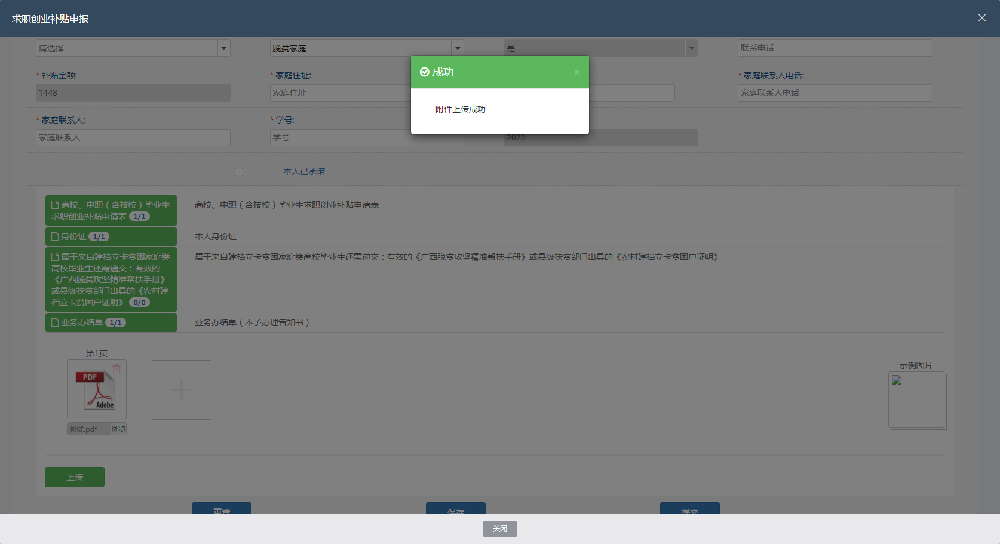 求职创业补贴申报
请选择
脱贫家庭
是
联系电话
* 补贴金额:
* 家庭住址:
* 家庭联系人电话:
1448
家庭住址
家庭联系人电话
* 家庭联系人:
* 学号:
家庭联系人
学号
2023
成功
×
附件上传成功
本人已承诺
高校、中职（含技校）毕业生
求职创业补贴申请表 1/1
高校、中职（含技校）毕业生求职创业补贴申请表
身份证 1/1
本人身份证
属于来自建档立卡贫困家庭类
高校毕业生还需递交：有效的
《广西脱贫攻坚精准帮扶手册》
或县级扶贫部门出具的《农村建
档立卡贫困户证明》 0/0
属于来自建档立卡贫困家庭类高校毕业生还需递交：有效的《广西脱贫攻坚精准帮扶手册》或县级扶贫部门出具的《农村建档立卡贫困户证明》
业务办结单 1/1
业务办结单（不予办理告知书）
第1页
PDF
Adobe
测试.pdf
浏览
示例图片
上传
重置
保存
提交
关闭